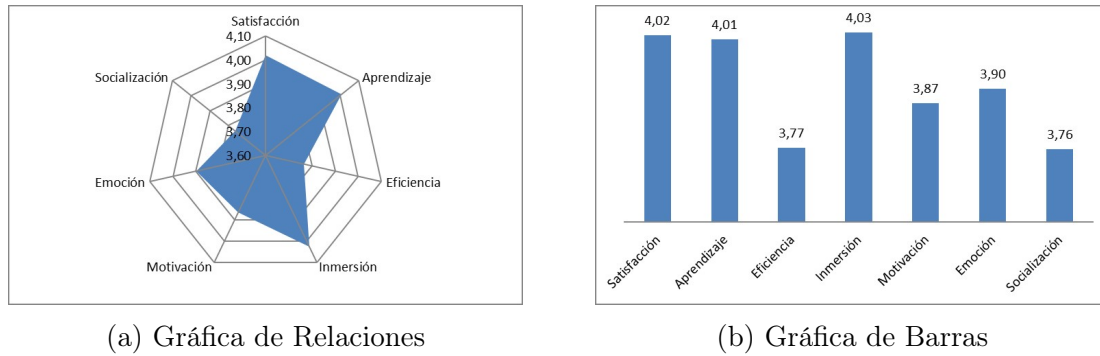 Satisfacción
4,10
4,00
3,90
3,80
3,70
3,60
Aprendizaje
Eficiencia
Inmersión
Motivación
Emoción
Socialización
(a) Gráfica de Relaciones
4,02
4,01
3,77
4,03
3,87
3,90
3,76
Satisfacción
Aprendizaje
Eficiencia
Inmersión
Motivación
Emoción
Socialización
(b) Gráfica de Barras